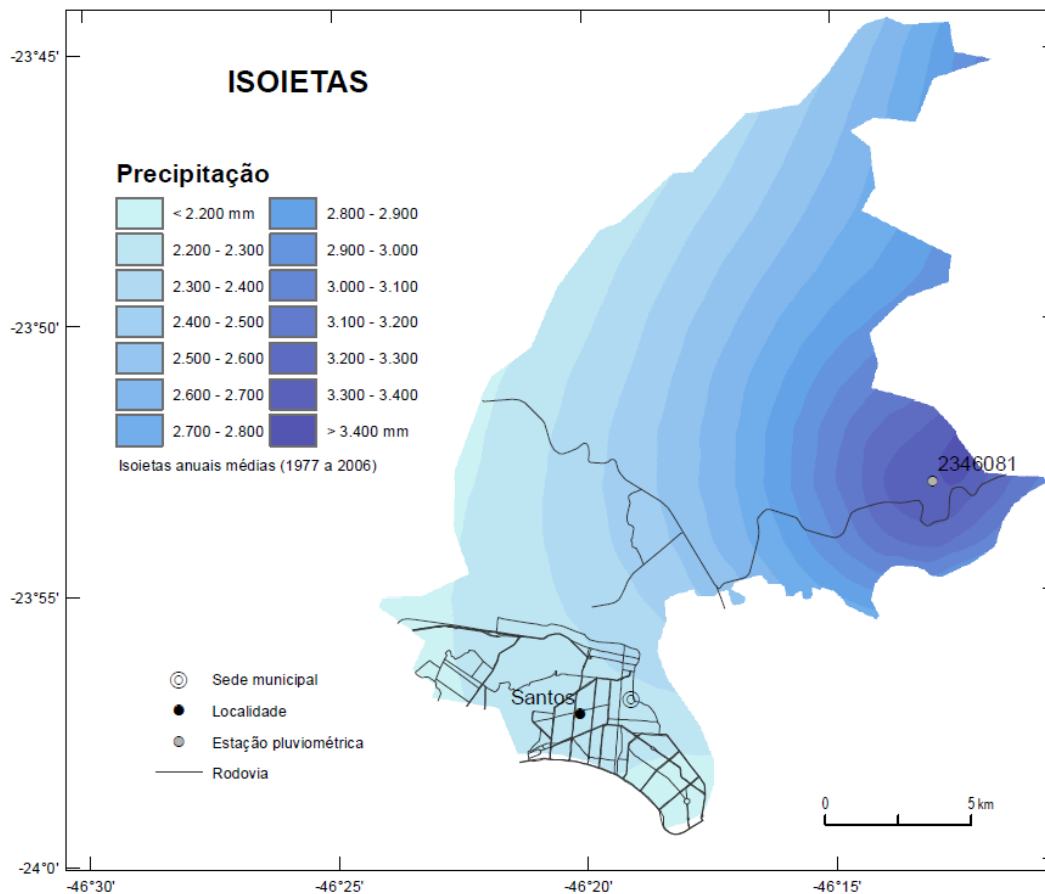 -23°45'
ISOIETAS
Precipitação
< 2.200 mm
2.800 - 2.900
2.200 - 2.300
2.900 - 3.000
2.300 - 2.400
3.000 - 3.100
2.400 - 2.500
3.100 - 3.200
2.500 - 2.600
3.200 - 3.300
2.600 - 2.700
3.300 - 3.400
2.700 - 2.800
> 3.400 mm
Isoietas anuais médias (1977 a 2006)
-23°50'
2346081
-23°55'
Santos
Sede municipal
Localidade
Estação pluviométrica
Rodovia
0 5 km
-24°0'
-46°30' -46°25' -46°20' -46°15'